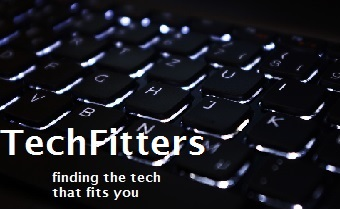 G
V
H
B
J
K
TechFitters
finding the tech
that fits you